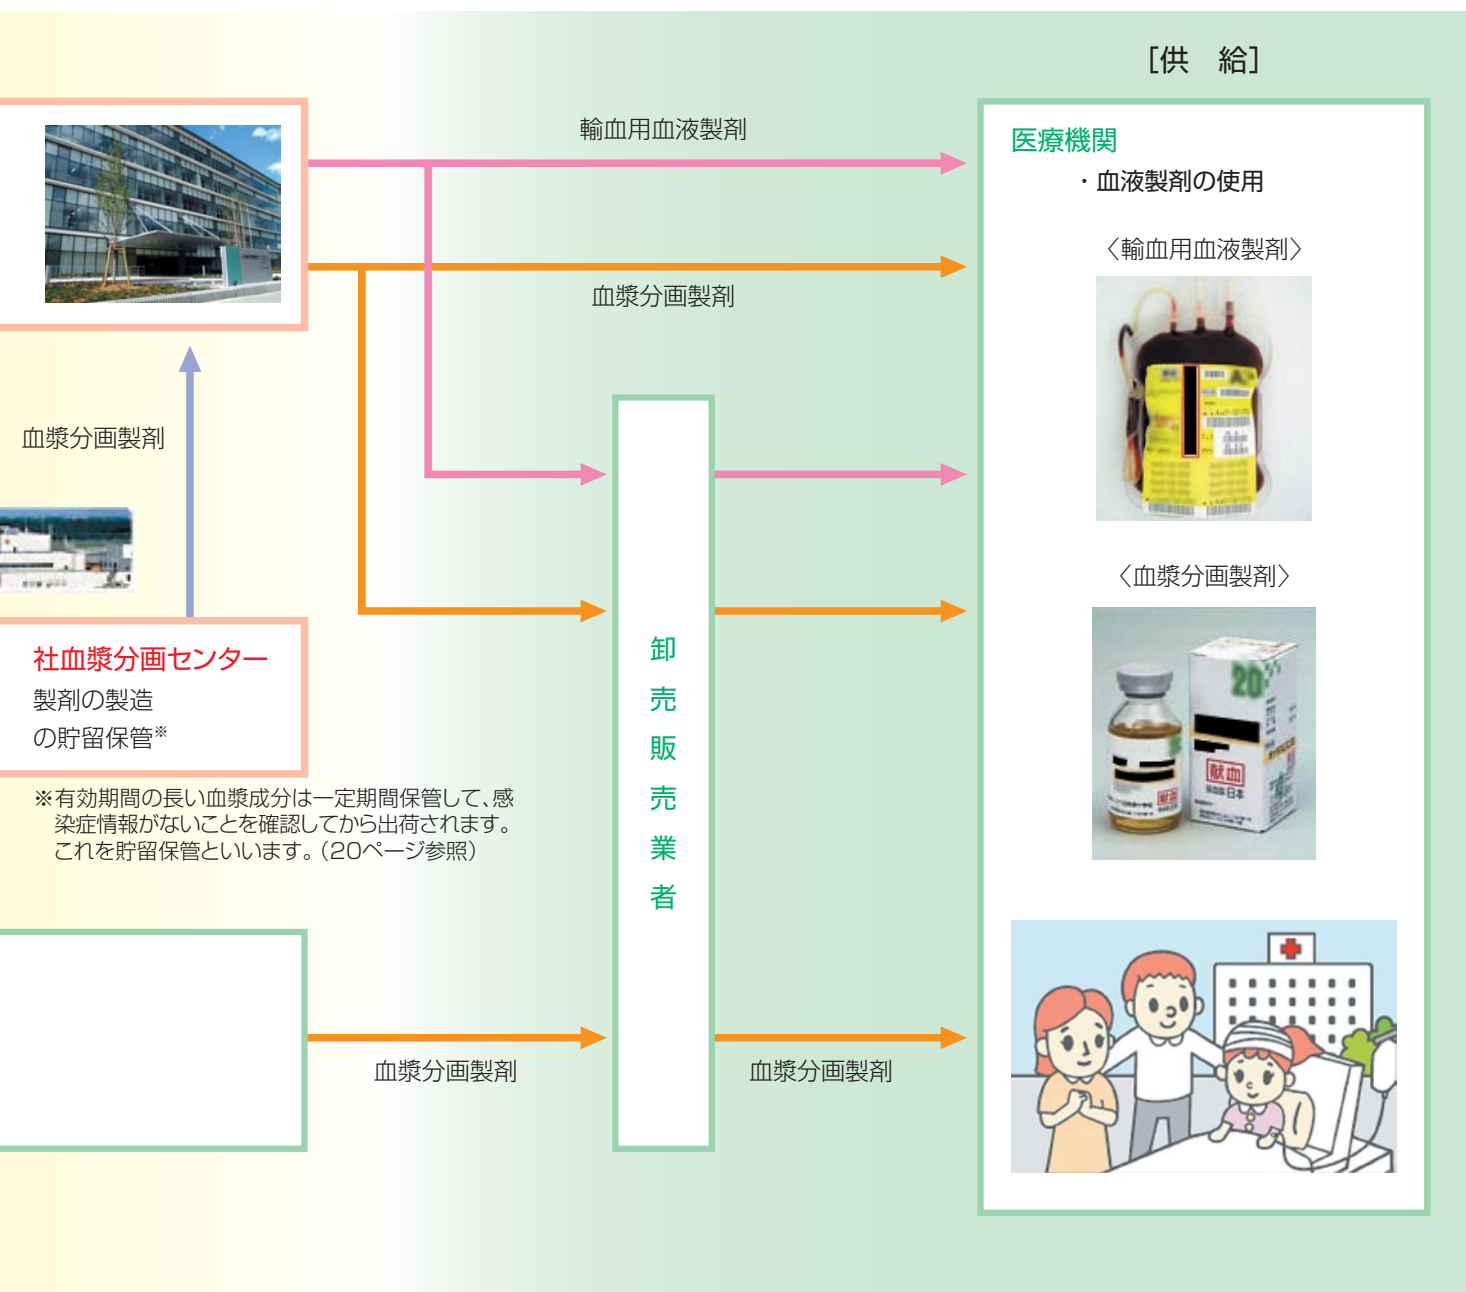 ［供　給］
輸血用血液製剤
医療機関
・血液製剤の使用
〈輸血用血液製剤〉
血漿分画製剤
血漿分画製剤
〈血漿分画製剤〉
社血漿分画センター
製剤の製造
の貯留保管※
卸売販売業者
20
献血
日本
献血
※有効期間の長い血漿成分は一定期間保管して、感
染症情報がないことを確認してから出荷されます。
これを貯留保管といいます。（20ページ参照）
血漿分画製剤
血漿分画製剤